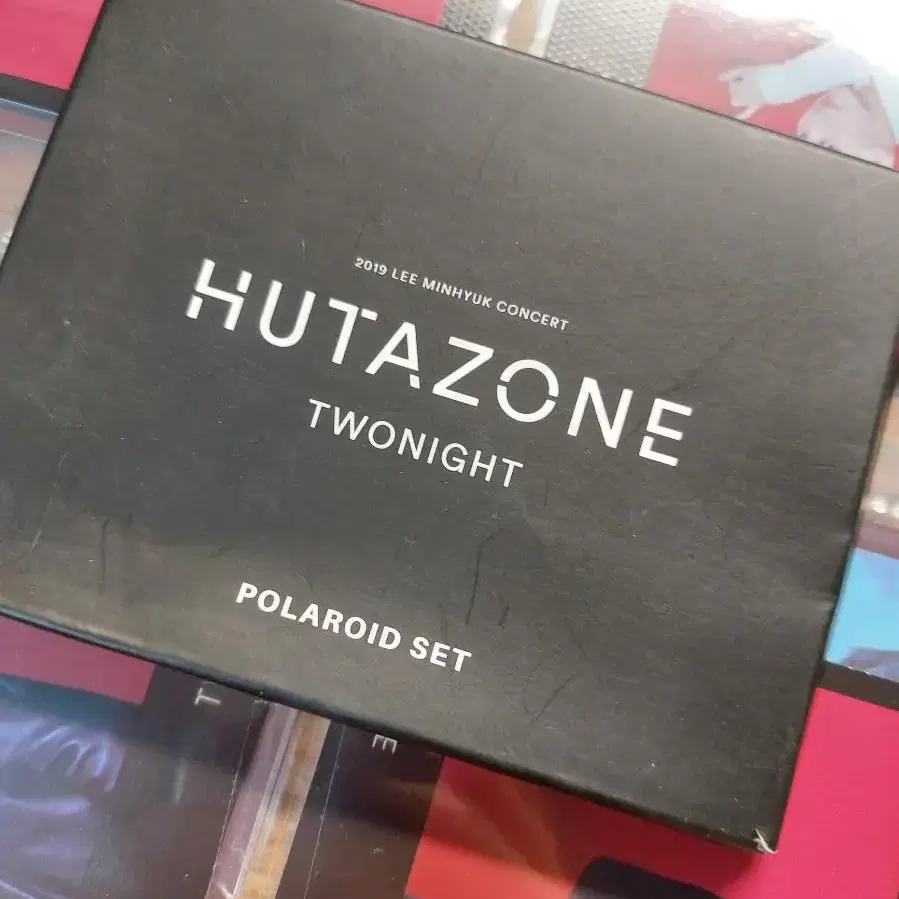 2019 LEE MINHYUK CONCERT
HUTAZONE
TWONIGHT
POLAROID SET
T
E